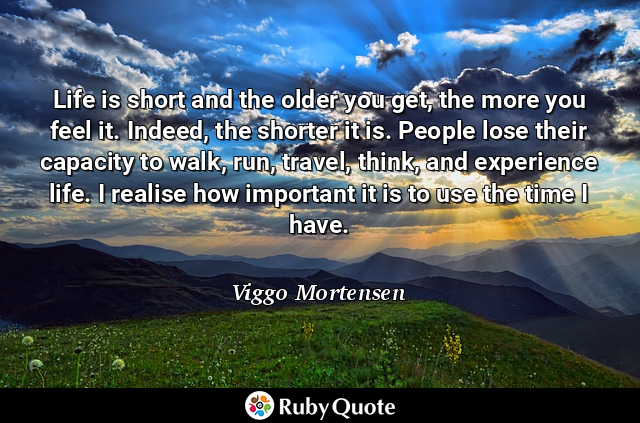 Life is short and the older you get, the more you
feel it. Indeed, the shorter it is. People lose their
capacity to walk, run, travel, think, and experience
life. I realise how important it is to use the time I
have.
Viggo Mortensen
RubyQuote